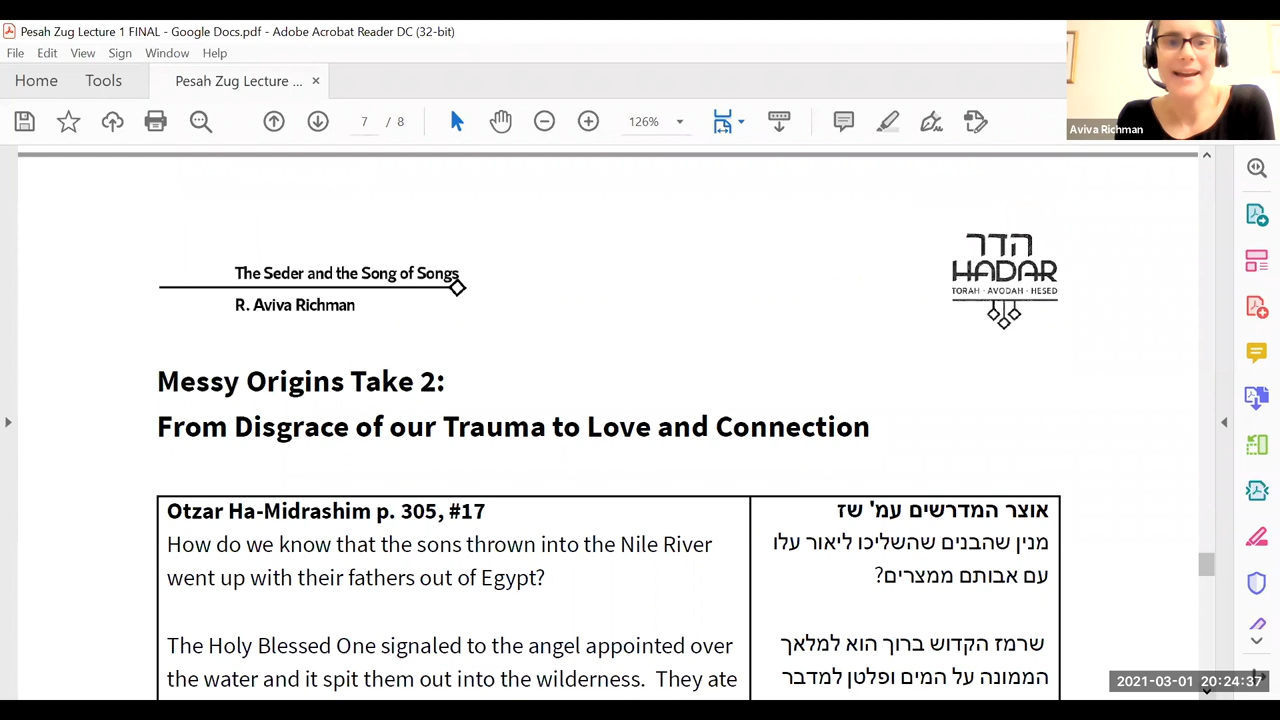 Pesah Zug Lecture 1 FINAL - Google Docs.pdf - Adobe Acrobat Reader DC (32-bit)
File Edit View Sign Window Help
Home Tools Pesah Zug Lecture ... ×
7 / 8 126%
Aviva Richman
The Seder and the Song of Songs
R. Aviva Richman
הדר
HADAR
TORAH · AVODAH · HESED
Messy Origins Take 2:
From Disgrace of our Trauma to Love and Connection
Otzar Ha-Midrashim p. 305, #17
How do we know that the sons thrown into the Nile River
went up with their fathers out of Egypt?
The Holy Blessed One signaled to the angel appointed over
the water and it spit them out into the wilderness. They ate
אוצר המדרשים עמ' שז
מנין שהבנים שהשליכו ליאור עלו
עם אבותם ממצרים?
שרמז הקדוש ברוך הוא למלאך
הממונה על המים ופלטן למדבר
2021-03-01 20:24:37